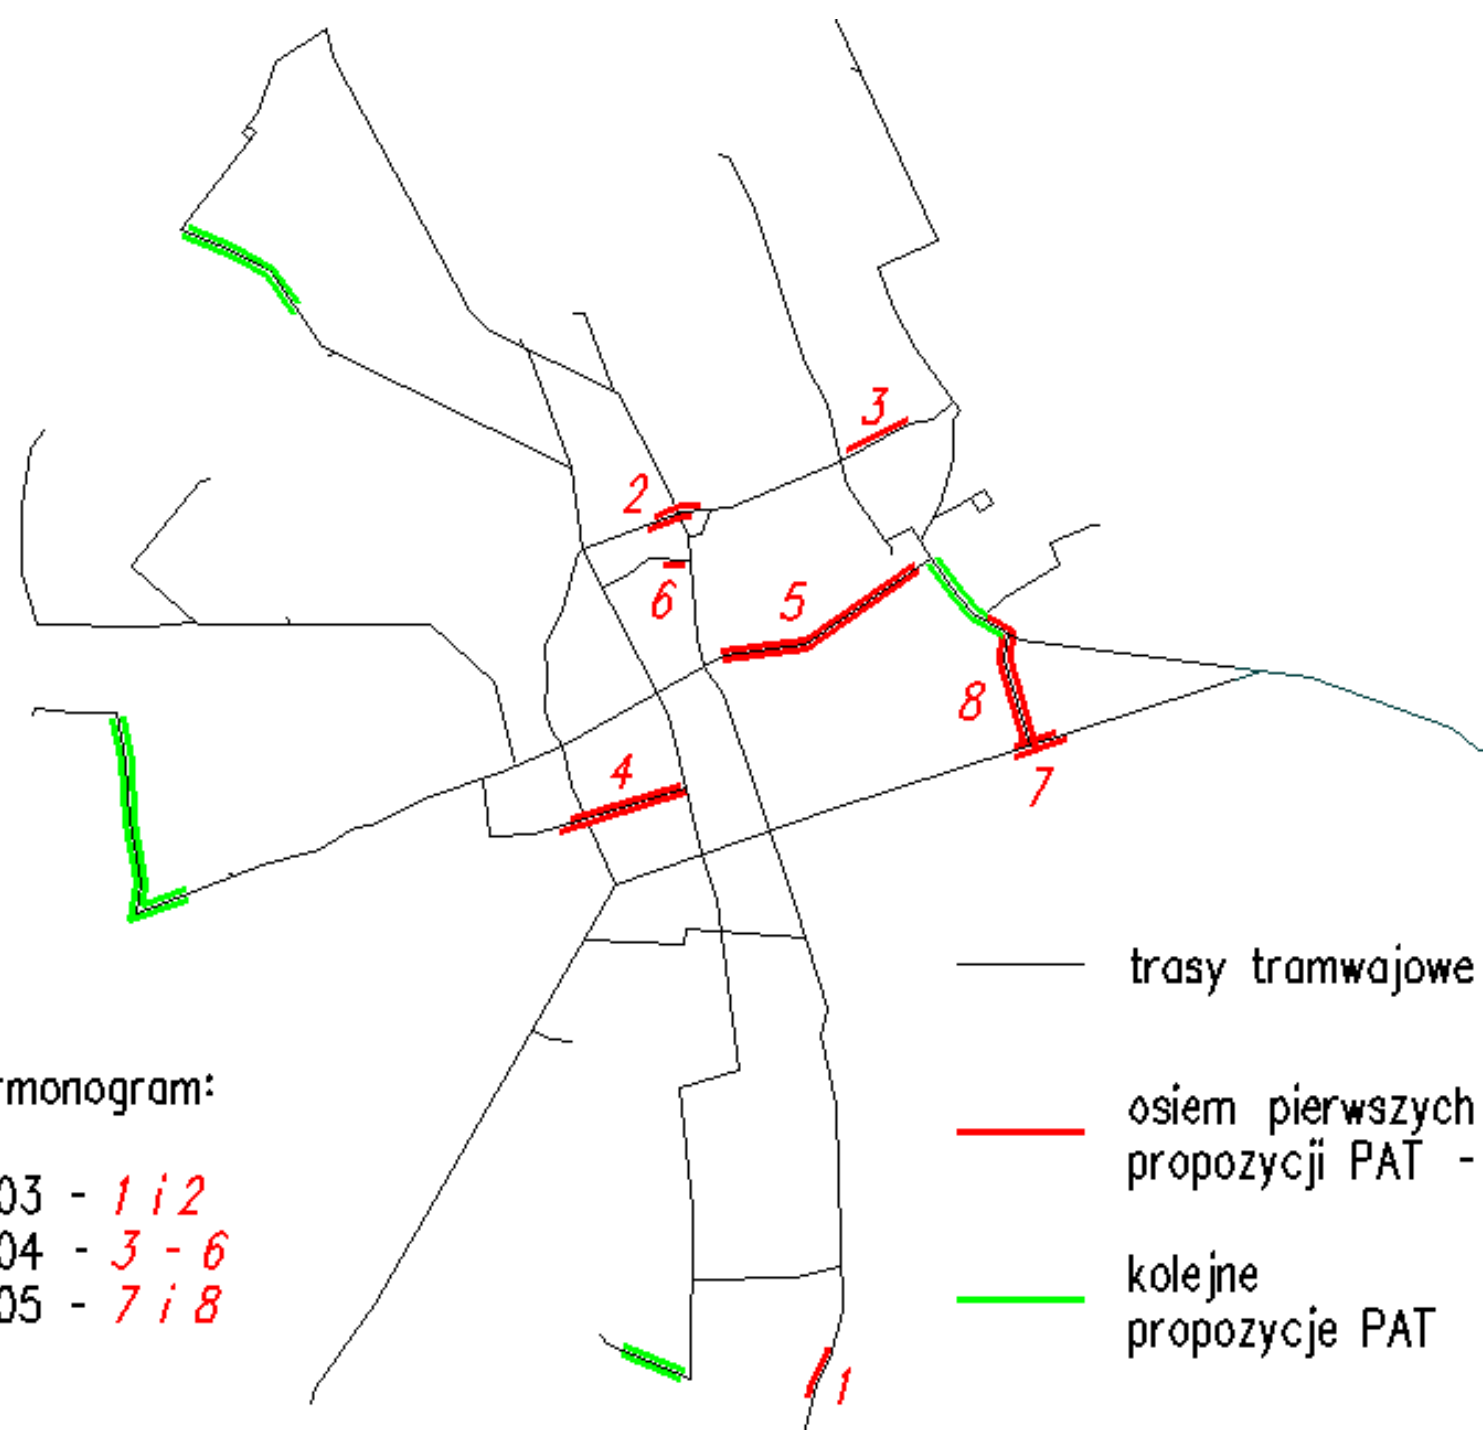 3
2
6
5
8
4
7
trasy tramwajowe
osiem pierwszych
propozycji PAT -
kolejne
propozycje PAT
rmonogram:
03 - 1 i 2
04 - 3 - 6
05 - 7 i 8
1